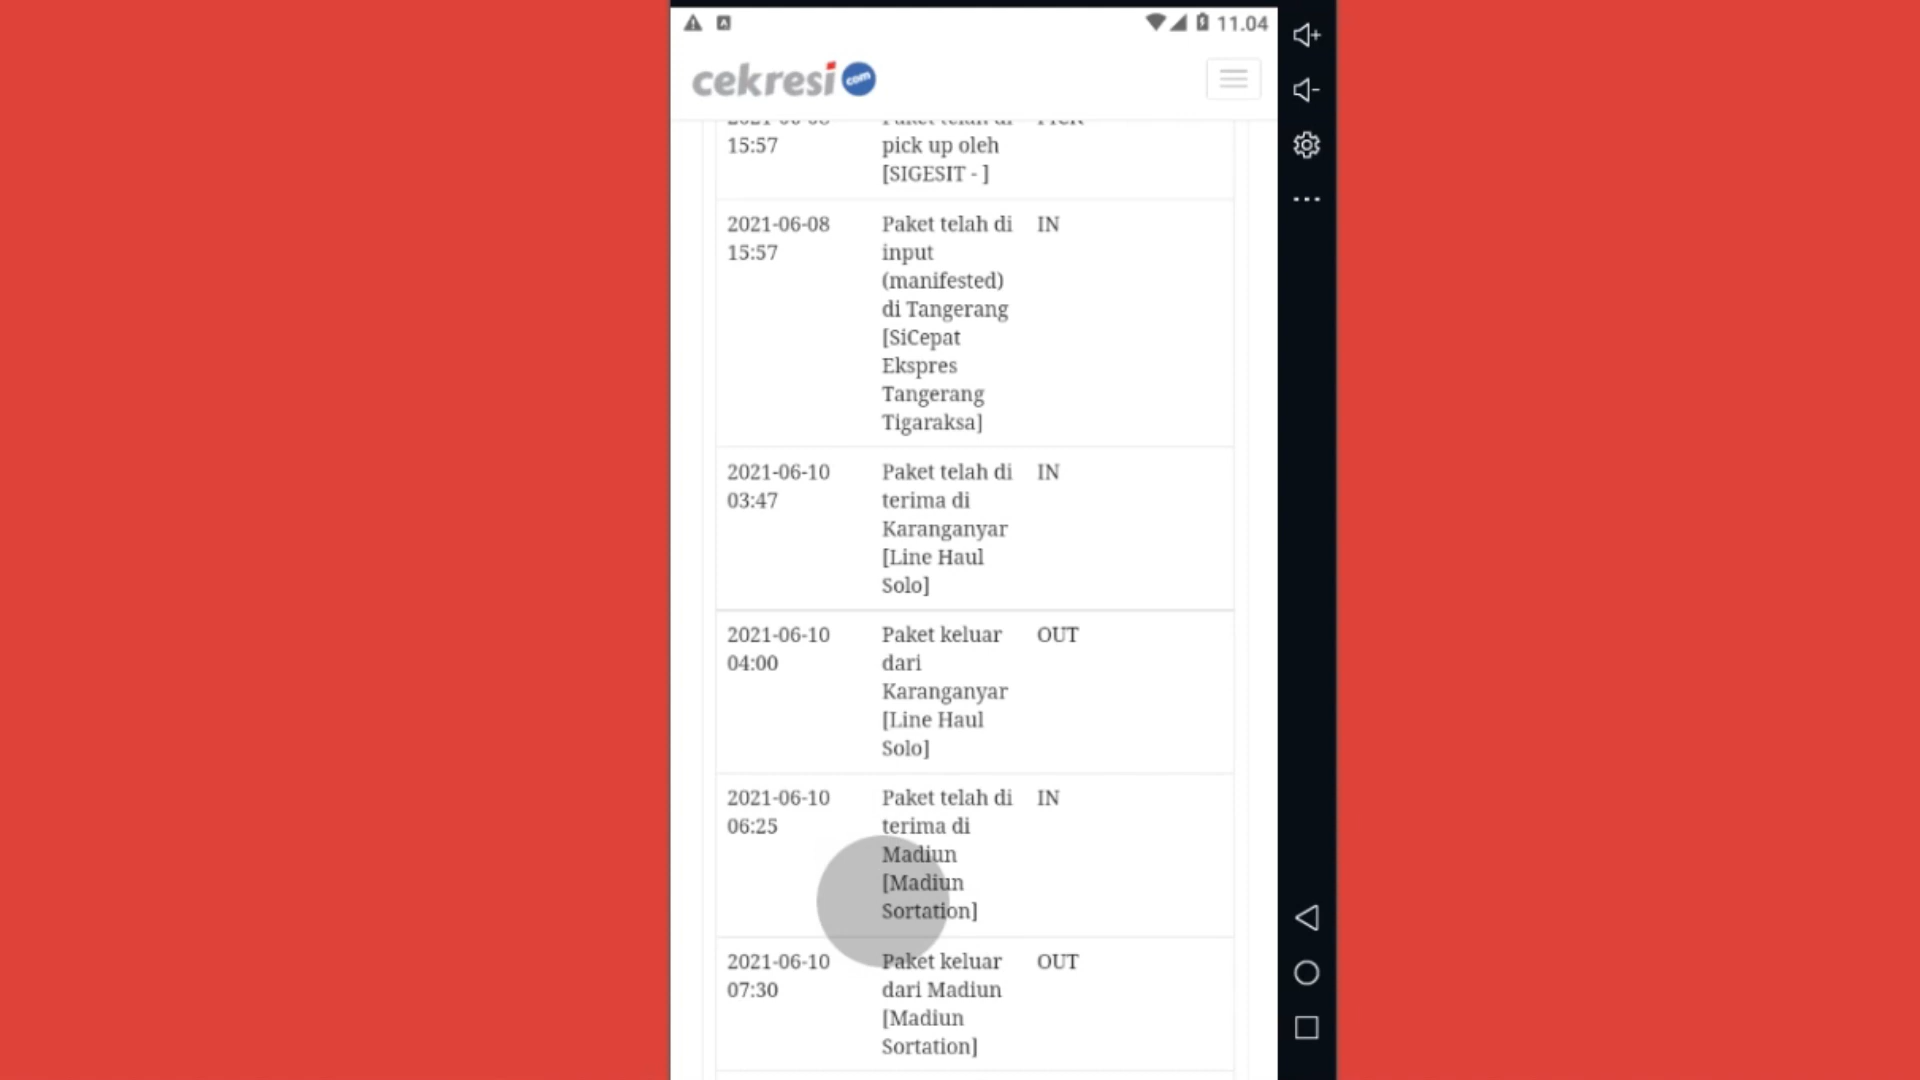 11.04
cekresi com
15:57
pick up oleh
[SIGESIT - ]
2021-06-08 Paket telah di IN
15:57 input
(manifested)
di Tangerang
[SiCepat
Ekspres
Tangerang
Tigaraksa]
2021-06-10 Paket telah di IN
03:47 terima di
Karanganyar
[Line Haul
Solo]
2021-06-10 Paket keluar OUT
04:00 dari
Karanganyar
[Line Haul
Solo]
2021-06-10 Paket telah di IN
06:25 terima di
Madiun
[Madiun
Sortation]
2021-06-10 Paket keluar OUT
07:30 dari Madiun
[Madiun
Sortation]